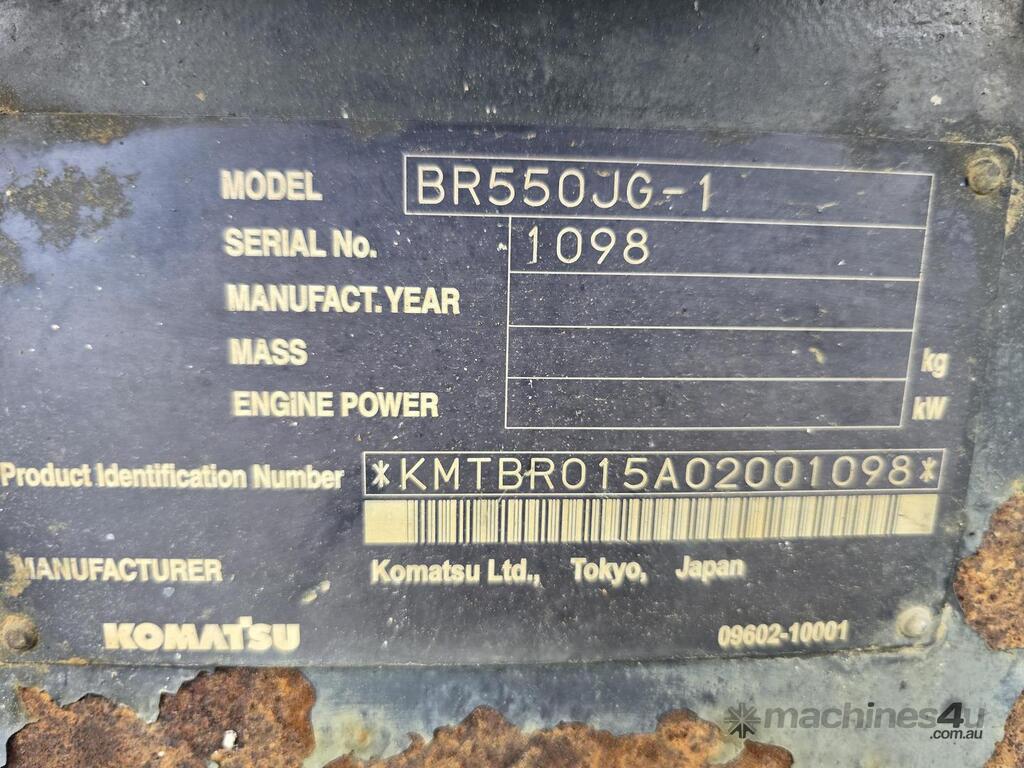 MODEL BR550JG-1
SERIAL No. 1098
MANUFACT. YEAR
MASS kg
ENGINE POWER kW
Product Identification Number *KMTBR015A02001098*
MANUFACTURER Komatsu Ltd., Tokyo, Japan
KOMATSU 09602-10001
machines4u
.com.au